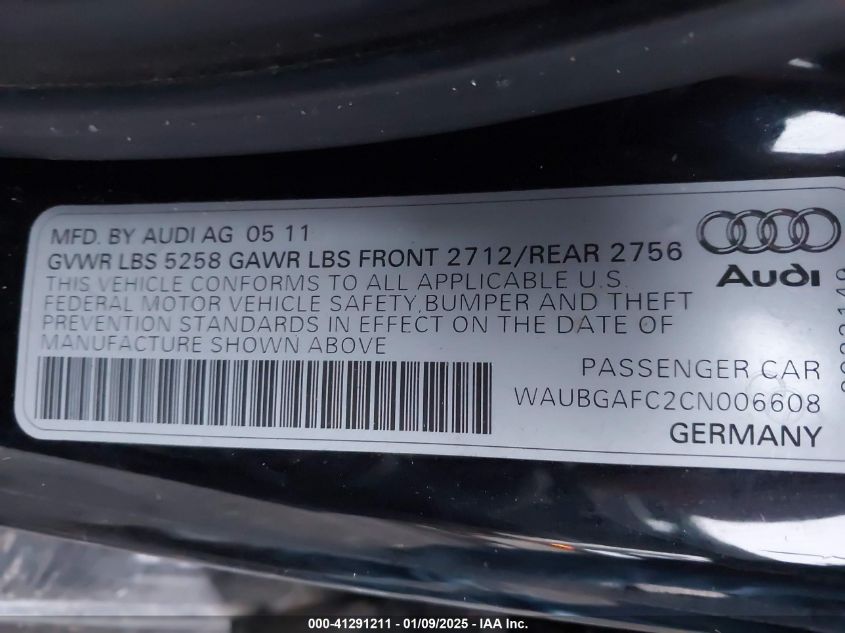 MFD. BY AUDI AG 05 11
GVWR LBS 5258 GAWR LBS FRONT 2712/REAR 2756
THIS VEHICLE CONFORMS TO ALL APPLICABLE U.S.
FEDERAL MOTOR VEHICLE SAFETY, BUMPER AND THEFT
PREVENTION STANDARDS IN EFFECT ON THE DATE OF
MANUFACTURE SHOWN ABOVE
Audi
PASSENGER CAR
WAUBGAFC2CN006608
GERMANY
000-41291211 - 01/09/2025 - IAA Inc.